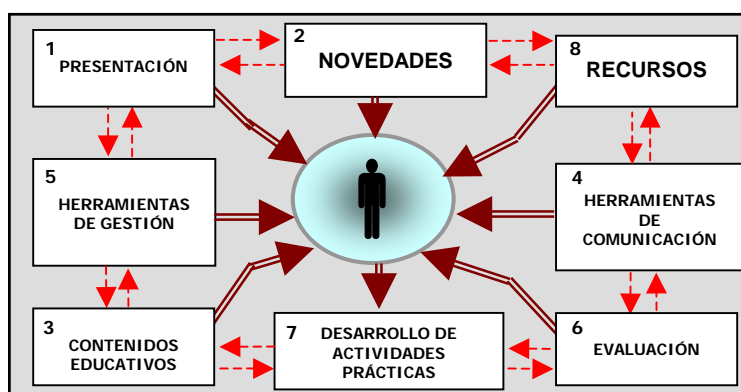 1
PRESENTACIÓN
2
NOVEDADES
8
RECURSOS
5
HERRAMIENTAS
DE GESTIÓN
4
HERRAMIENTAS
DE
COMUNICACIÓN
3
CONTENIDOS
EDUCATIVOS
7
DESARROLLO DE
ACTIVIDADES
PRÁCTICAS
6
EVALUACIÓN